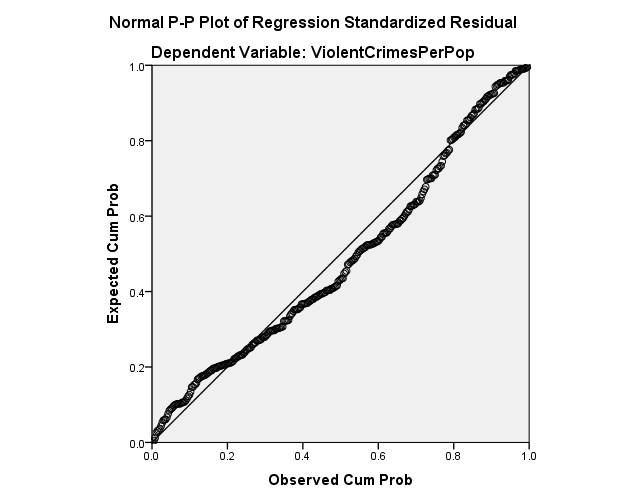 Normal P-P Plot of Regression Standardized Residual
Dependent Variable: ViolentCrimesPerPop
1.0
0.8
0.6
0.4
0.2
0.0
Expected Cum Prob
0.0 0.2 0.4 0.6 0.8 1.0
Observed Cum Prob